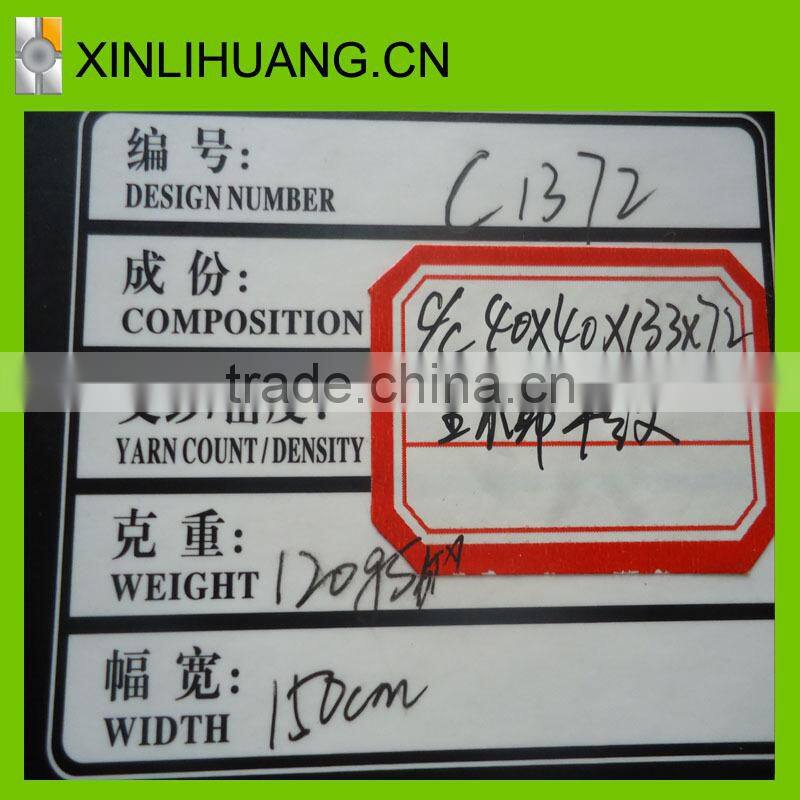 XINLIHUANG.CN
编号: C1372
DESIGN NUMBER
成份:
COMPOSITION
C/C 40X40X133X72
trade.china.cn
YARN COUNT/DENSITY
克重:
WEIGHT 120
幅宽:
WIDTH 150cm